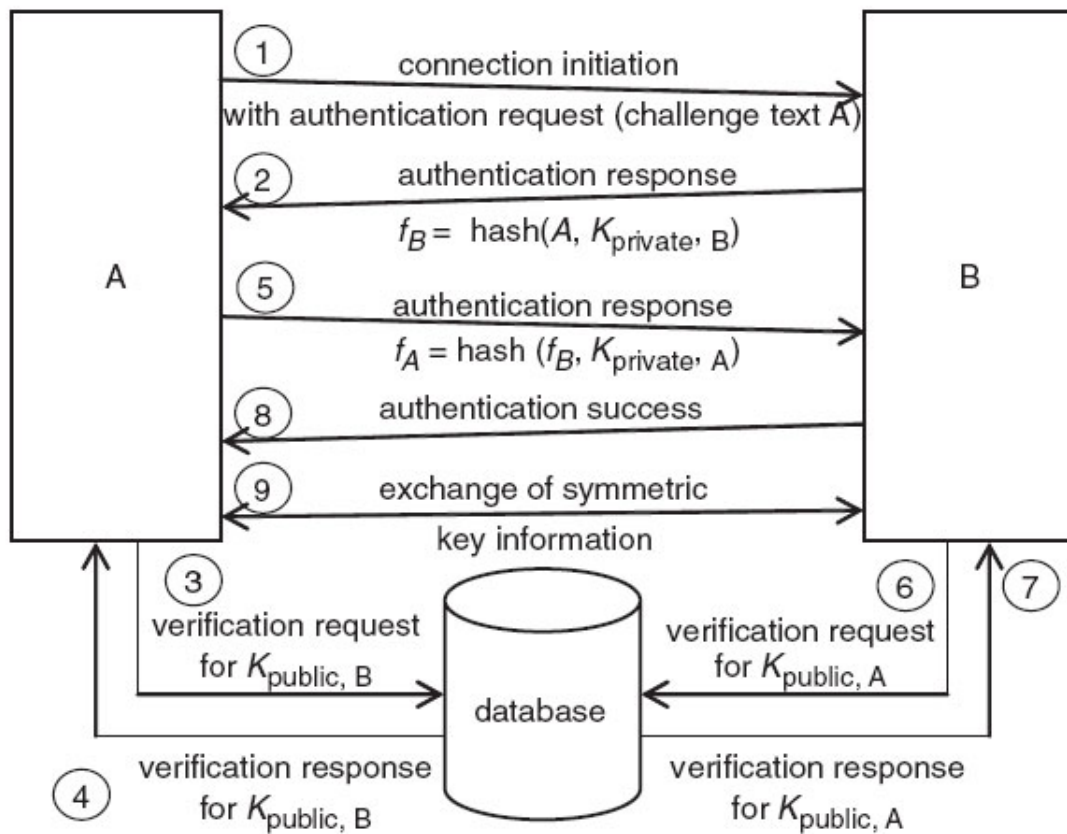 1
connection initiation
with authentication request (challenge text A)
2
authentication response
f_B = hash(A, K_private, B)
A
B
5
authentication response
f_A = hash (f_B, K_private, A)
8
authentication success
9
exchange of symmetric
key information
3
6
7
verification request
for K_public, B
verification request
for K_public, A
database
4
verification response
for K_public, B
verification response
for K_public, A